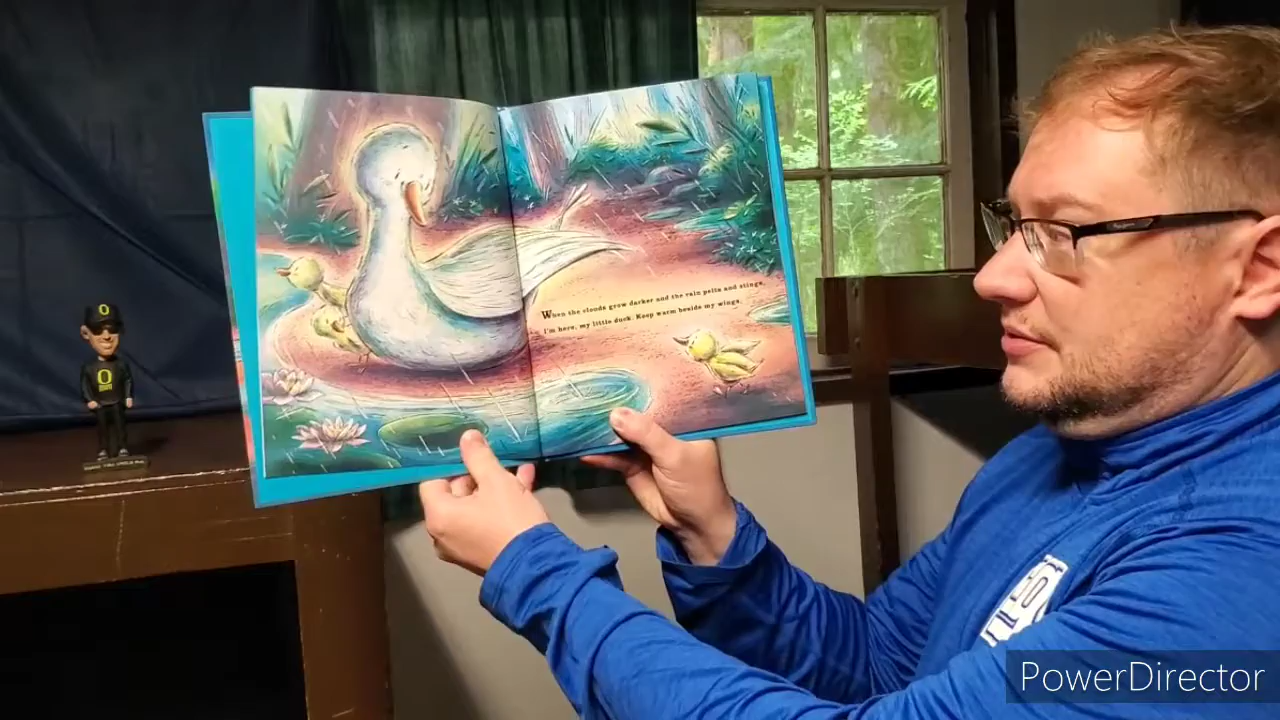 When the clouds grow darker and the rain pelts and stings,
I'm here, my little duck. Keep warm beside my wings.
O
O
PowerDirector